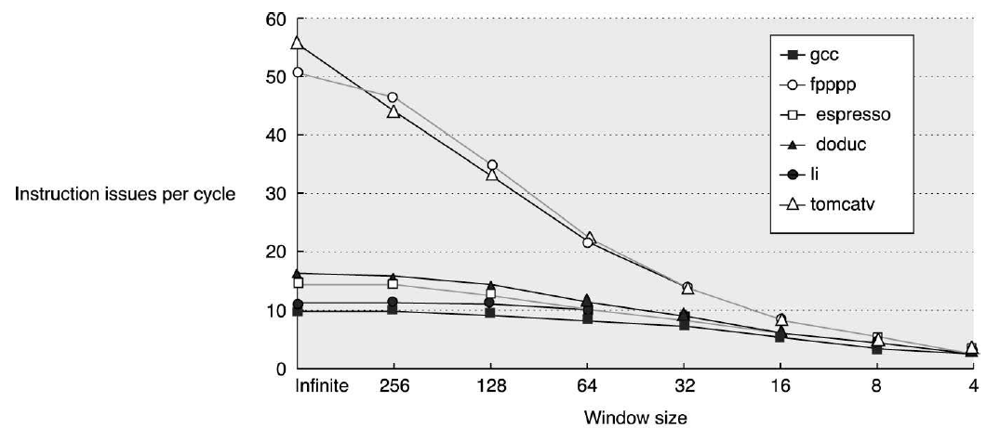 60
50
40
30
20
10
0
Instruction issues per cycle
gcc
fpppp
espresso
doduc
li
tomcatv
Infinite 256 128 64 32 16 8 4
Window size